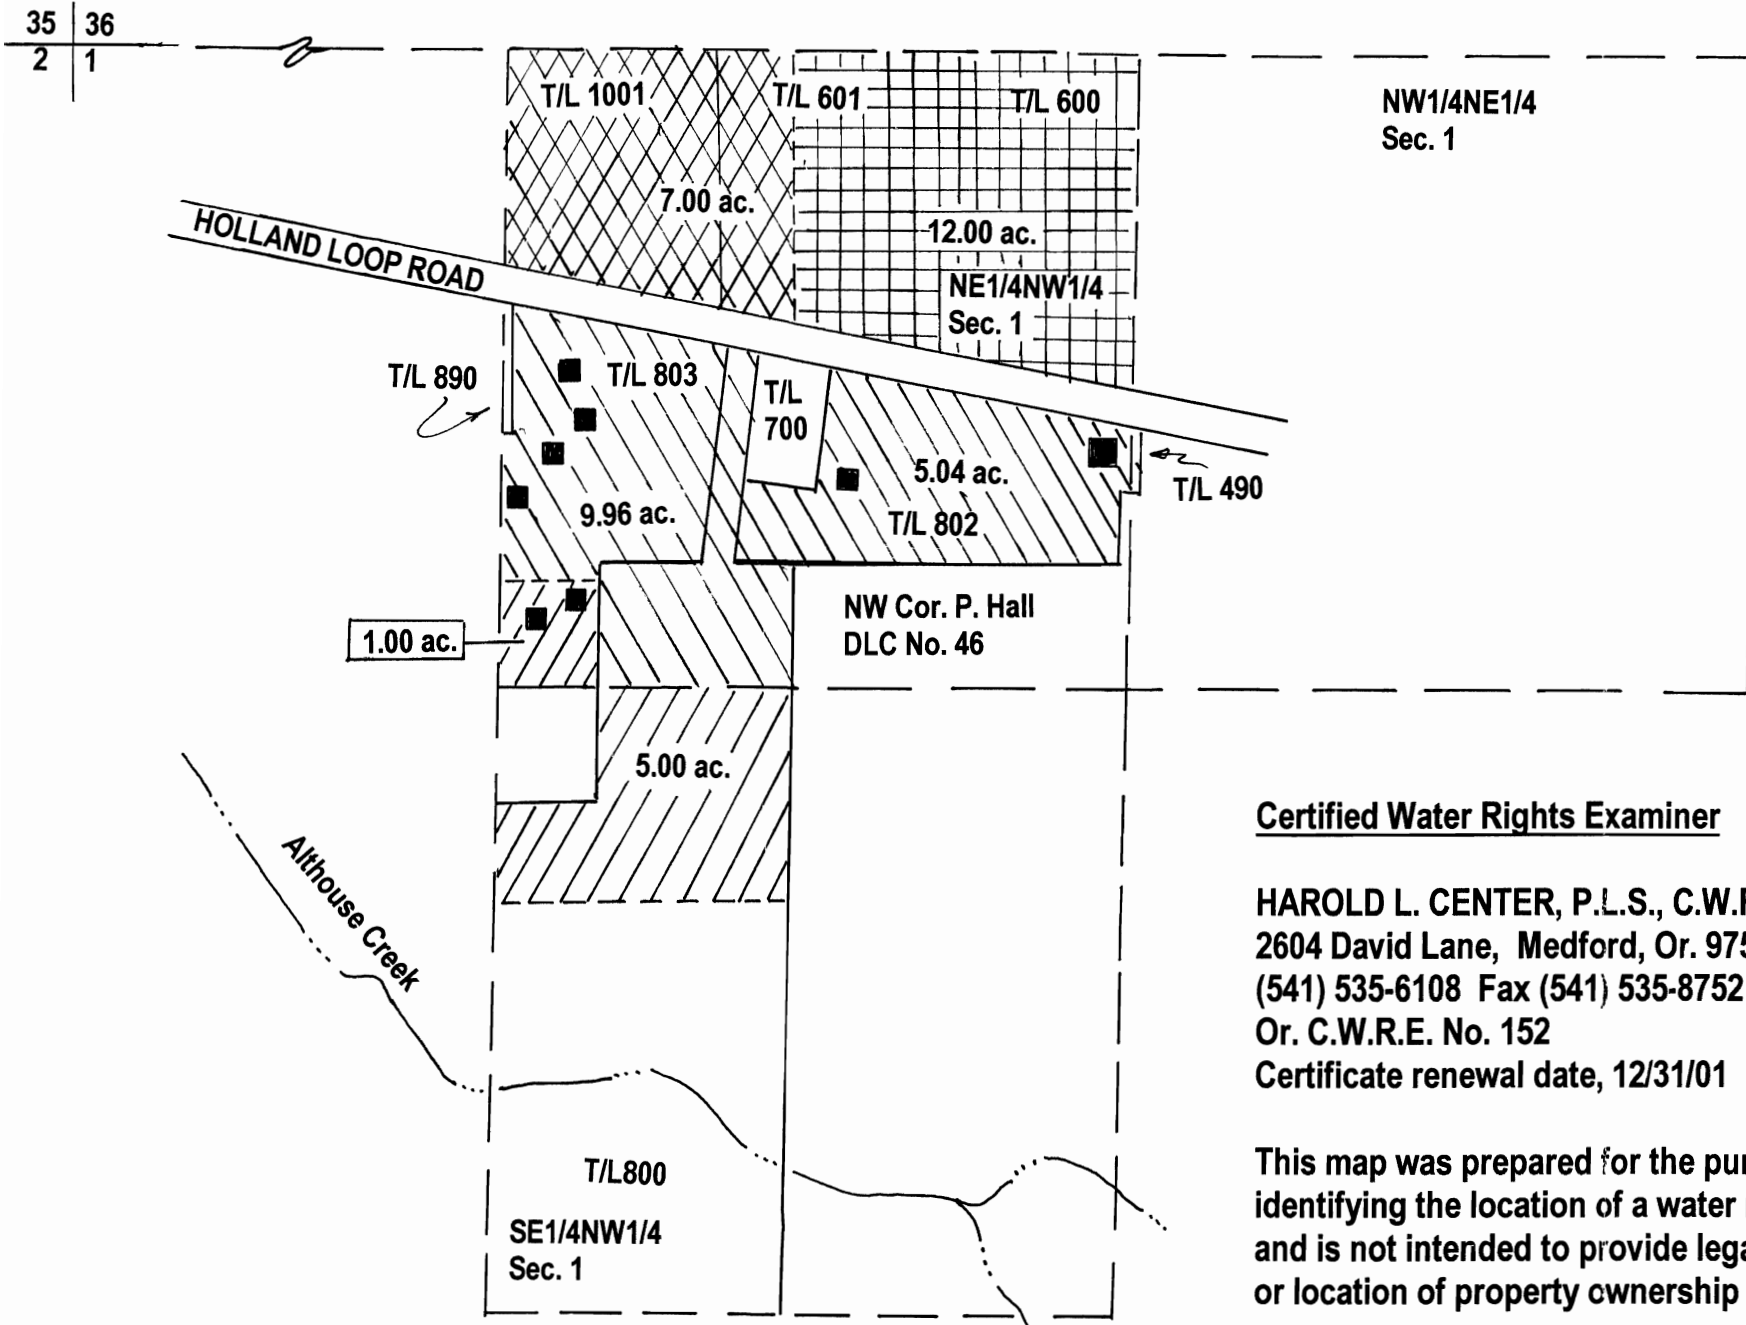 35 36
2 1
T/L 1001
T/L 601
T/L 600
NW1/4NE1/4
Sec. 1
7.00 ac.
12.00 ac.
HOLLAND LOOP ROAD
NE1/4NW1/4
Sec. 1
T/L 890
T/L 803
T/L
700
5.04 ac.
T/L 490
9.96 ac.
T/L 802
NW Cor. P. Hall
DLC No. 46
1.00 ac.
5.00 ac.
Althouse Creek
Certified Water Rights Examiner
HAROLD L. CENTER, P.L.S., C.W.
2604 David Lane, Medford, Or. 975
(541) 535-6108 Fax (541) 535-8752
Or. C.W.R.E. No. 152
Certificate renewal date, 12/31/01
This map was prepared for the pu
identifying the location of a water
and is not intended to provide lega
or location of property ownership
T/L800
SE1/4NW1/4
Sec. 1